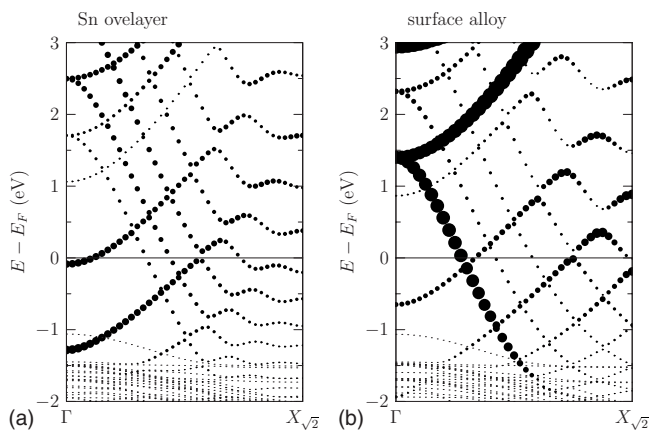 Sn ovelayer
surface alloy
3
2
1
0
−1
−2
E − E_F (eV)
(a)
Γ
X_√2
3
2
1
0
−1
−2
E − E_F (eV)
(b)
Γ
X_√2